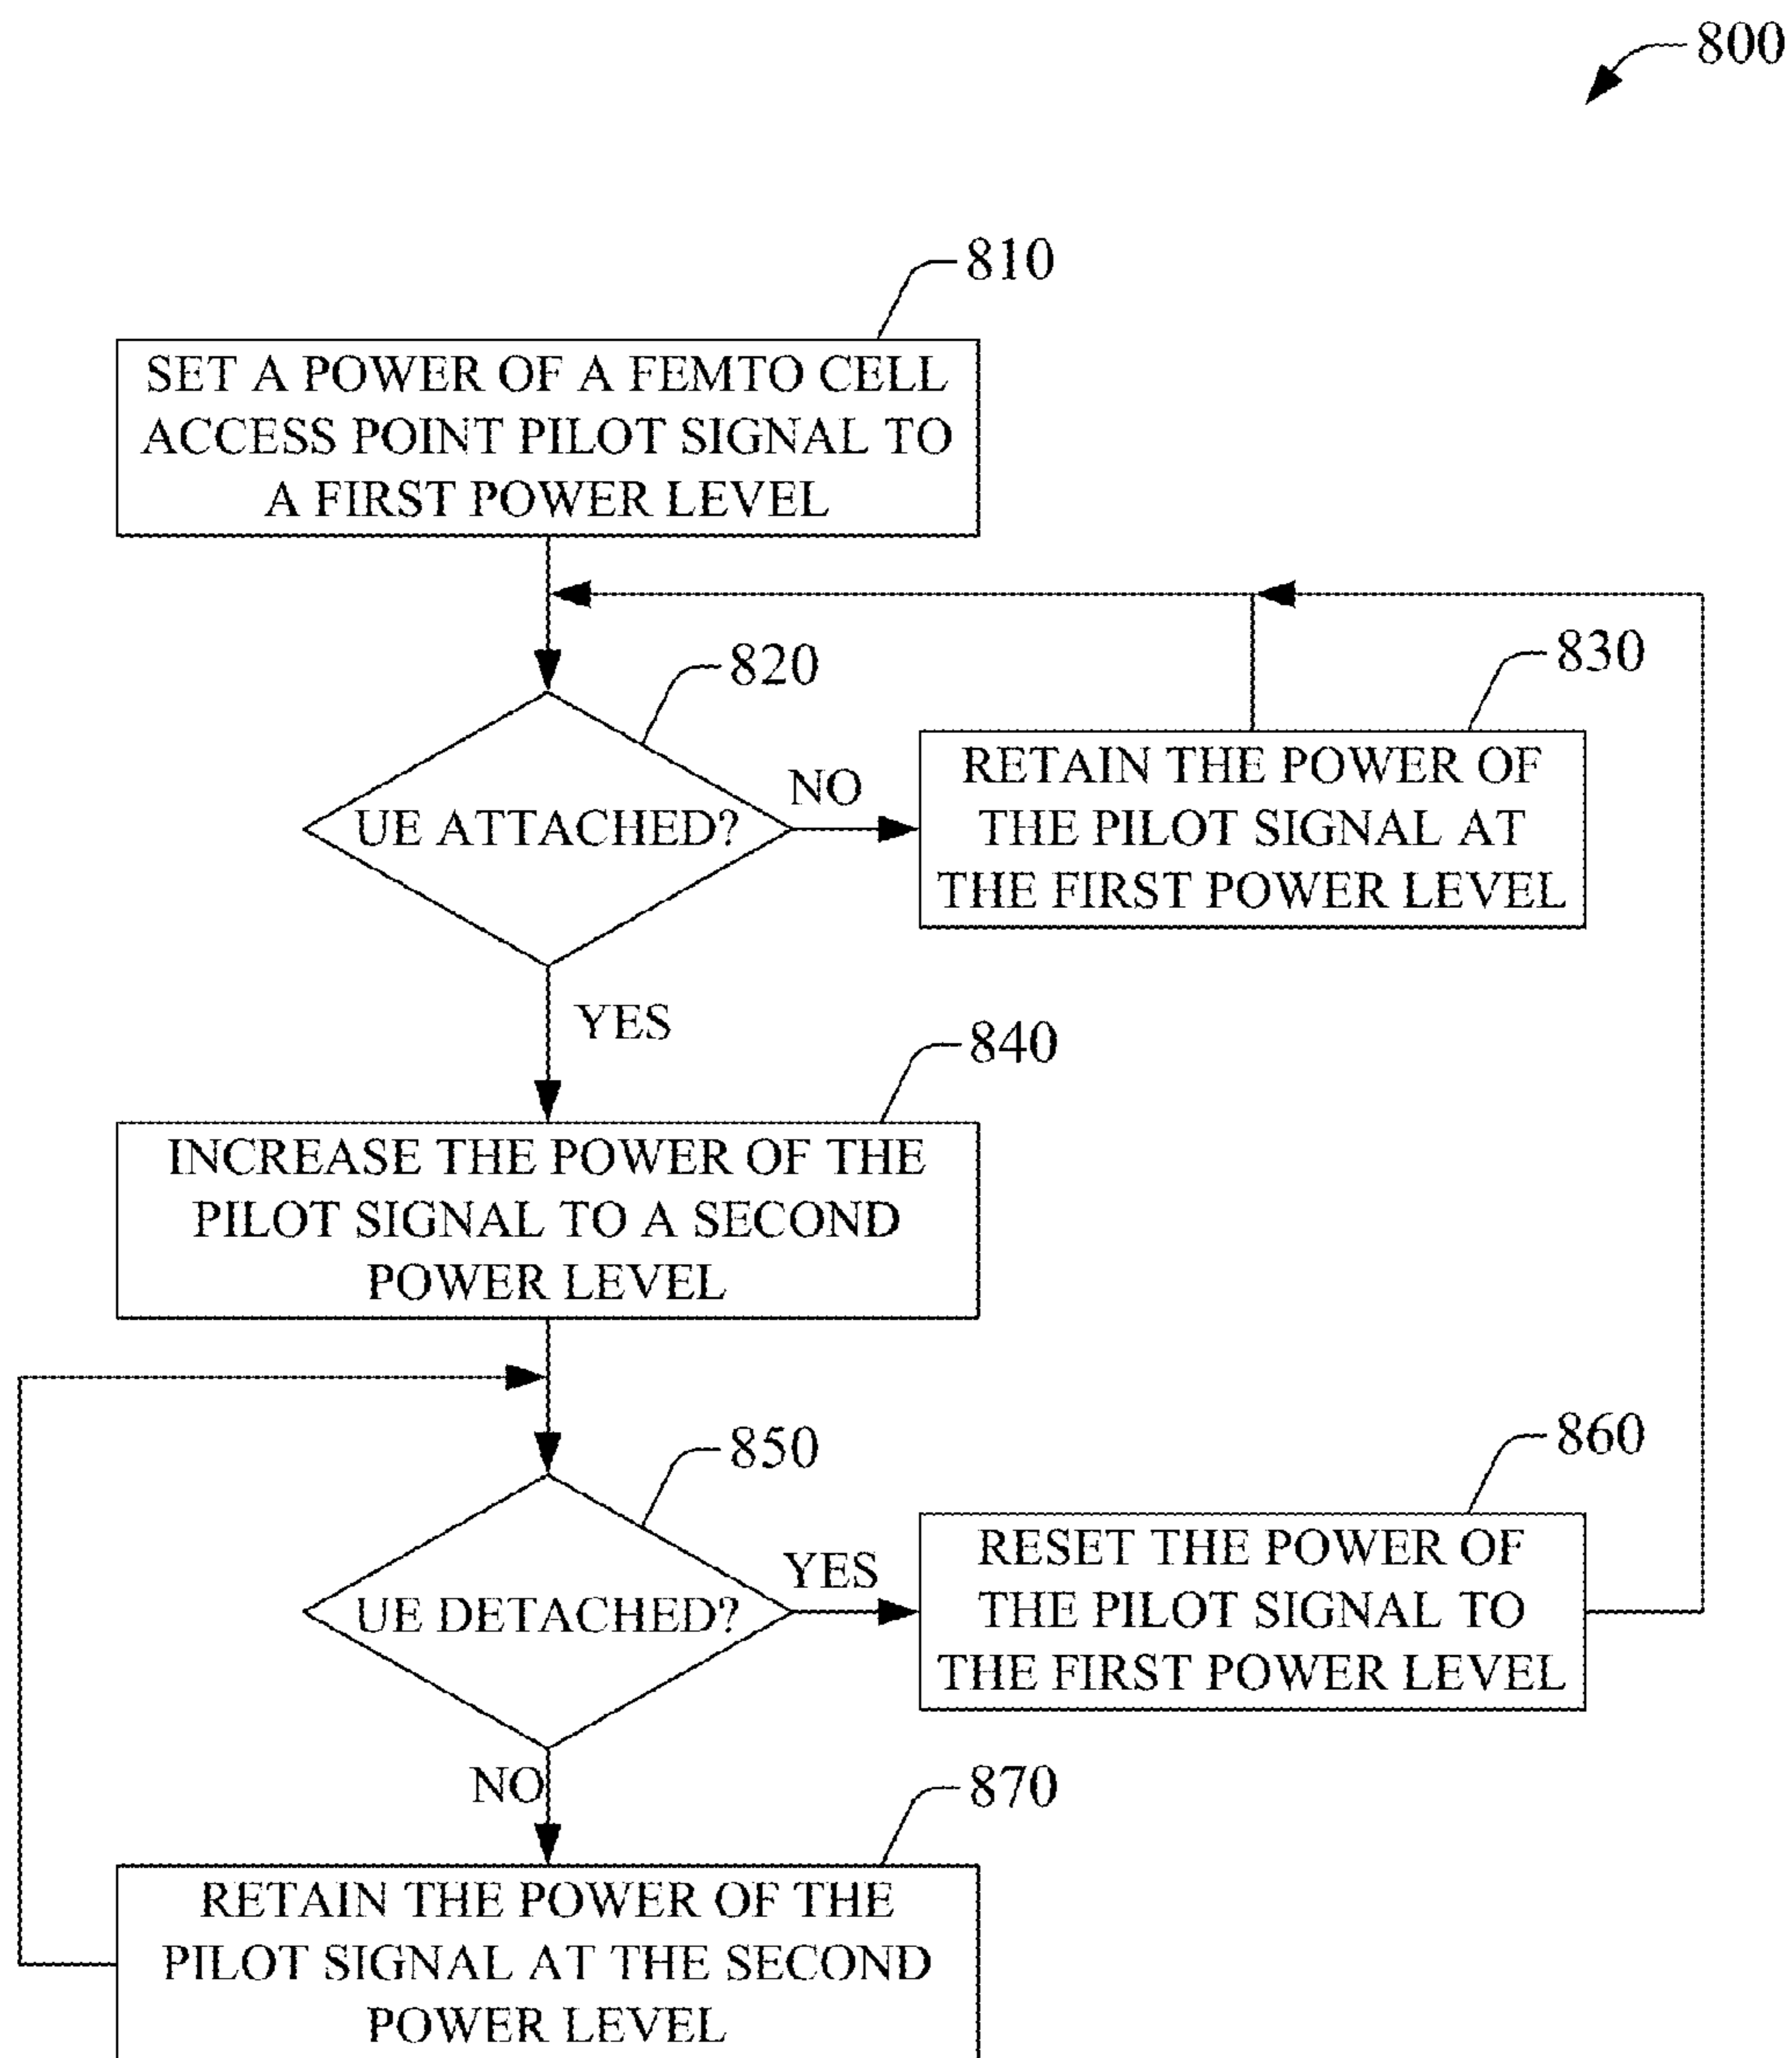 800
810
SET A POWER OF A FEMTO CELL
ACCESS POINT PILOT SIGNAL TO
A FIRST POWER LEVEL
820
UE ATTACHED?
NO
830
RETAIN THE POWER OF
THE PILOT SIGNAL AT
THE FIRST POWER LEVEL
YES
840
INCREASE THE POWER OF THE
PILOT SIGNAL TO A SECOND
POWER LEVEL
850
UE DETACHED?
YES
860
RESET THE POWER OF
THE PILOT SIGNAL TO
THE FIRST POWER LEVEL
NO
870
RETAIN THE POWER OF THE
PILOT SIGNAL AT THE SECOND
POWER LEVEL